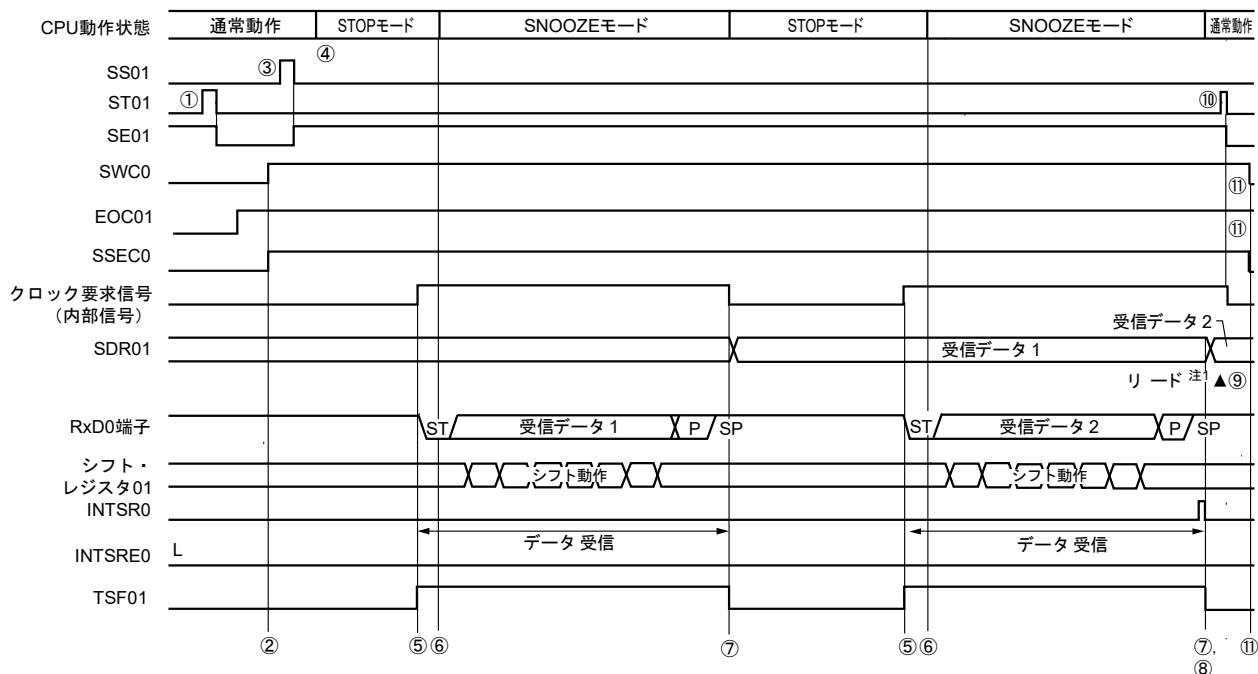 CPU動作状態 通常動作 STOPモード SNOOZEモード STOPモード SNOOZEモード 通常動作
SS01 ③ ④
ST01 ① ⑩
SE01
SWC0 ⑪
EOC01 ⑪
SSEC0
クロック要求信号
（内部信号）
受信データ 2
SDR01 受信データ 1
リ ード 注1 ▲⑨
RxD0端子 ST 受信データ 1 P SP ST 受信データ 2 P SP
シフト・
レジスタ01 シフト動作 シフト動作
INTSR0
データ 受信 データ 受信
INTSRE0 L
TSF01
② ⑤⑥ ⑦ ⑤⑥ ⑦, ⑪
⑧